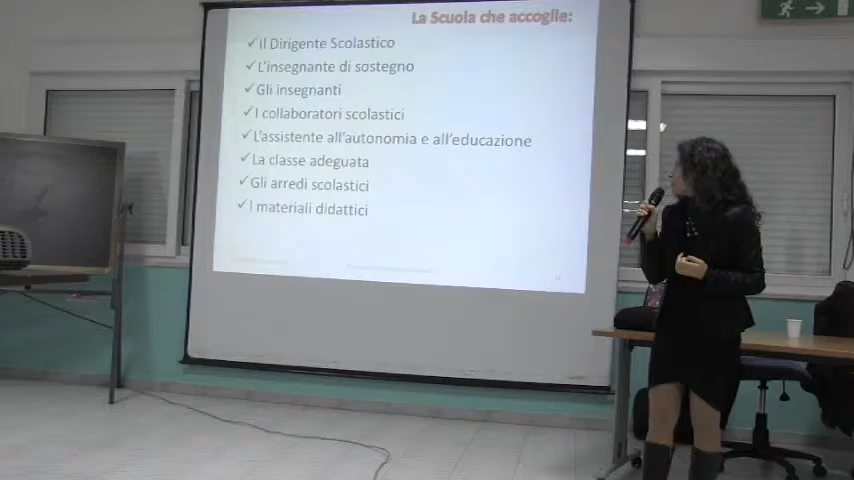 La Scuola che accoglie:
Il Dirigente Scolastico
L'insegnante di sostegno
Gli insegnanti
I collaboratori scolastici
L'assistente all'autonomia e all'educazione
La classe adeguata
Gli arredi scolastici
I materiali didattici